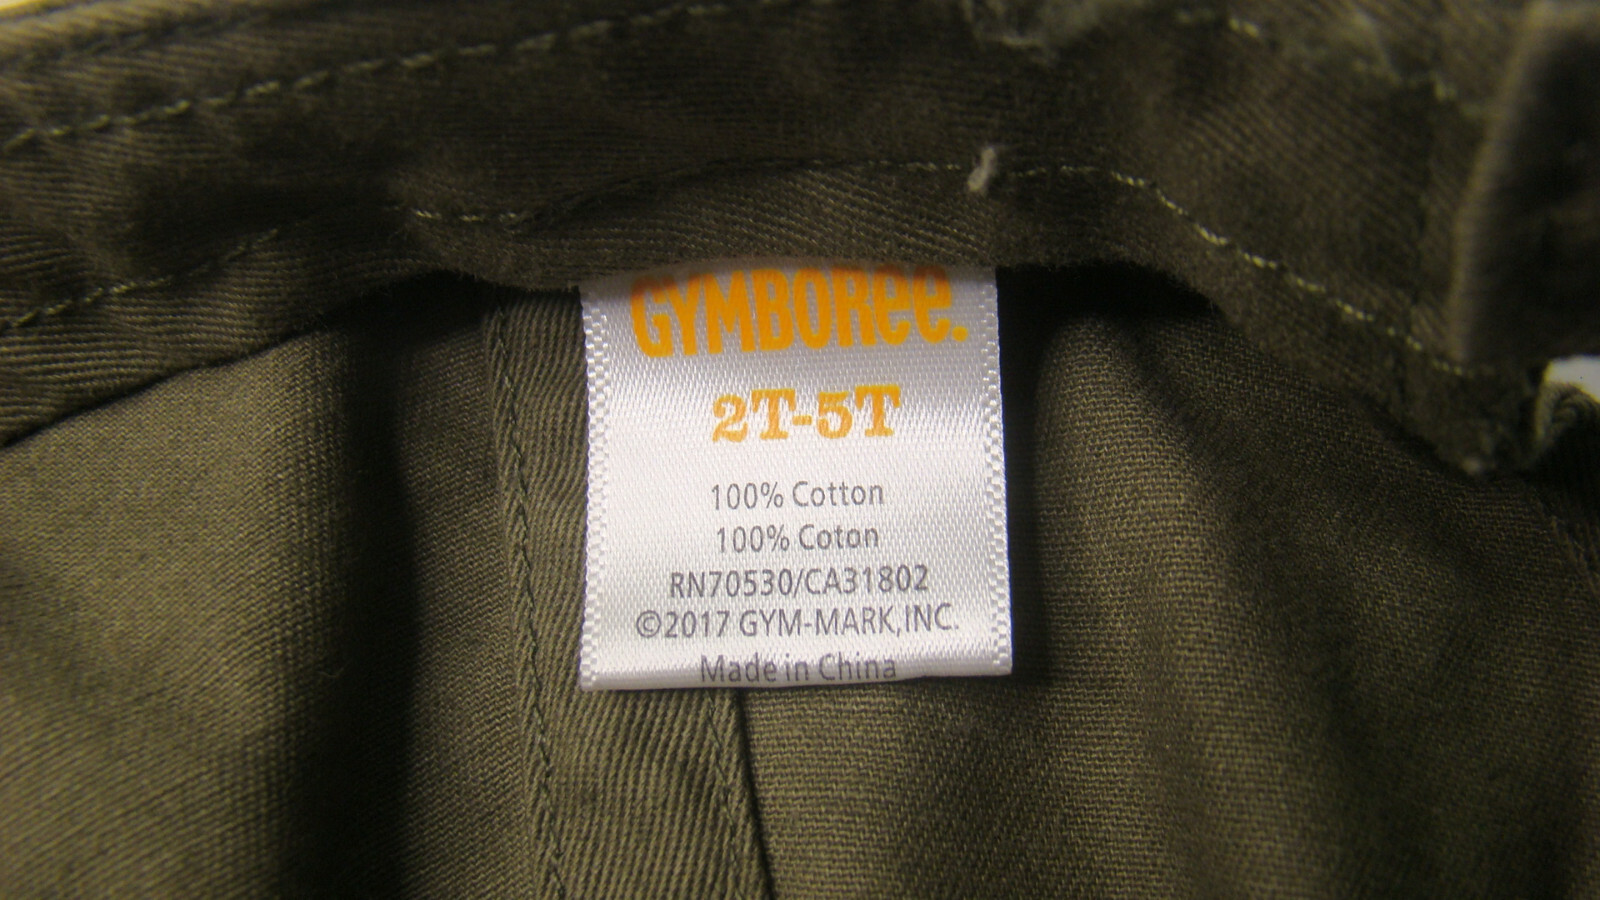 GYMBOREE.
2T-5T
100% Cotton
100% Coton
RN70530/CA31802
©2017 GYM-MARK,INC.
Made in China